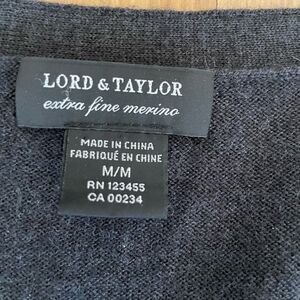 LORD & TAYLOR
extra fine merino
MADE IN CHINA
FABRIQUÉ EN CHINE
M/M
RN 123455
CA 00234